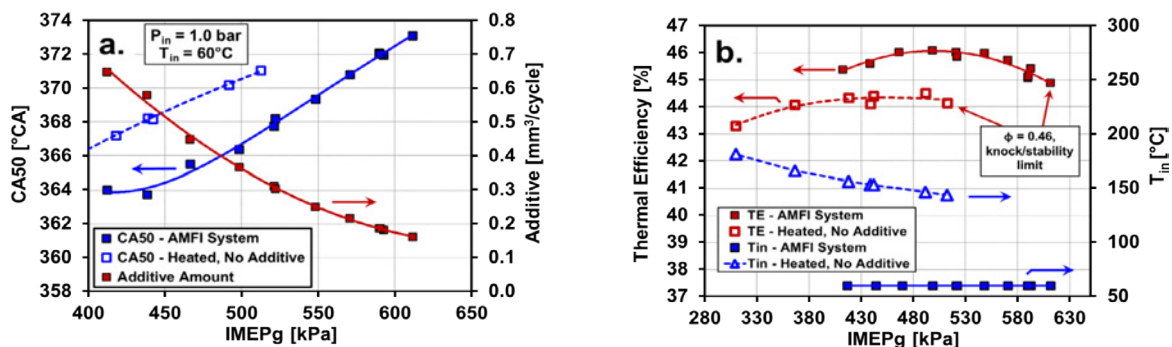 a.
P_in = 1.0 bar
T_in = 60°C
374
372
370
368
366
364
362
360
358
CA50 [°CA]
0.8
0.7
0.6
0.5
0.4
0.3
0.2
0.1
0.0
Additive [mm³/cycle]
CA50 - AMFI System
CA50 - Heated, No Additive
Additive Amount
400 450 500 550 600 650
IMEPg [kPa]
b.
47
46
45
44
43
42
41
40
39
38
37
Thermal Efficiency [%]
300
250
200
150
100
50
T_in [°C]
ϕ = 0.46,
knock/stability
limit
TE - AMFI System
TE - Heated, No Additive
Tin - AMFI System
Tin - Heated, No Additive
280 330 380 430 480 530 580 630
IMEPg [kPa]